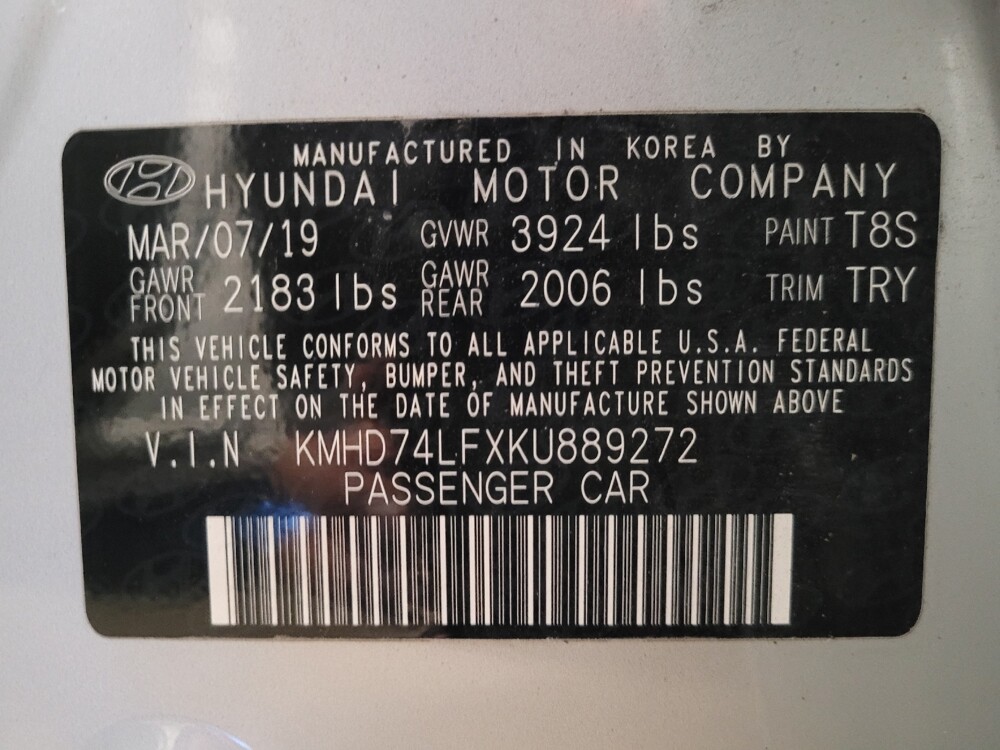 MANUFACTURED IN KOREA BY
HYUNDAI MOTOR COMPANY
MAR/07/19 GVWR 3924 lbs PAINT T8S
GAWR FRONT 2183 lbs GAWR REAR 2006 lbs TRIM TRY
THIS VEHICLE CONFORMS TO ALL APPLICABLE U.S.A. FEDERAL
MOTOR VEHICLE SAFETY, BUMPER, AND THEFT PREVENTION STANDARDS
IN EFFECT ON THE DATE OF MANUFACTURE SHOWN ABOVE
V.I.N KMHD74LFXKU889272
PASSENGER CAR